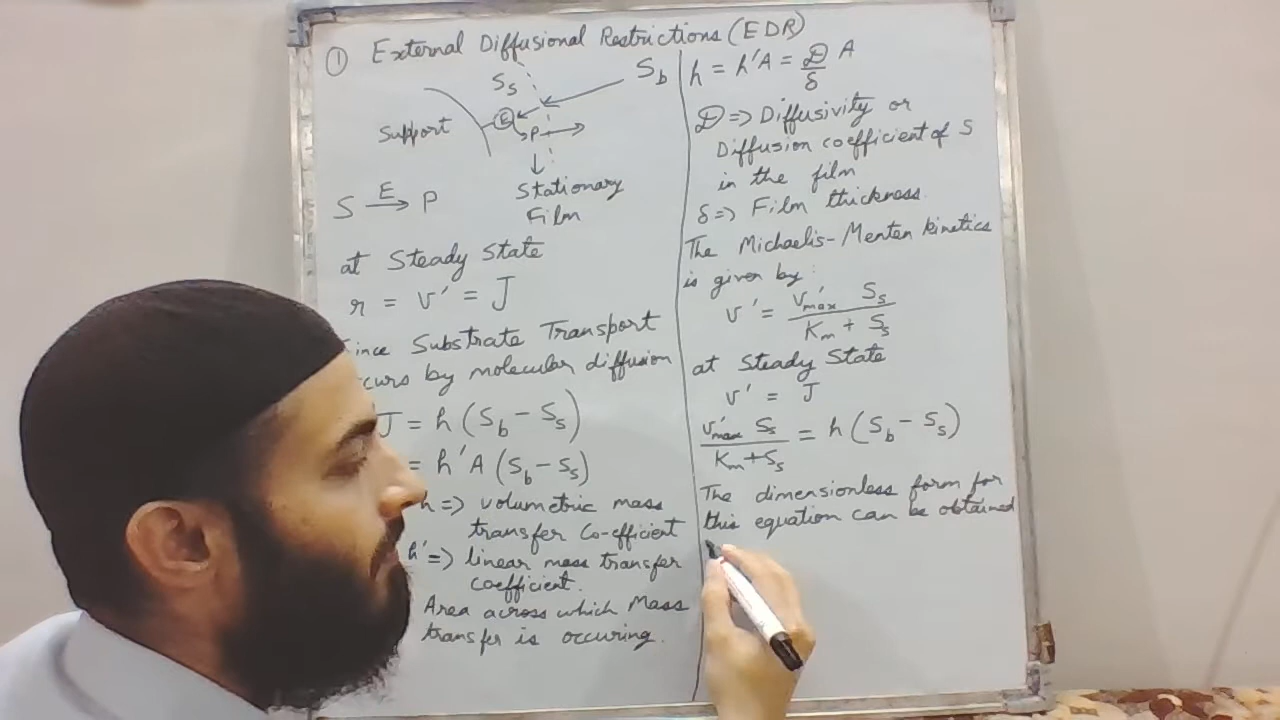 ① External Diffusional Restrictions (EDR)
Ss
Sb
Support
E
P
Stationary
Film
S E→ P
at Steady State
r = v' = J
Since Substrate Transport
ccurs by molecular diffusion
J = h (Sb - Ss)
= h'A (Sb - Ss)
h => volumetric mass
transfer Co-efficient
h' => linear mass transfer
coefficient.
Area across which Mass
transfer is occuring.
h = h'A = D/δ A
D => Diffusivity or
Diffusion coefficient of S
in the film
δ => Film thickness.
The Michaelis-Menten kinetics
is given by:
v' = v'max Ss / Km + Ss
at Steady State
v' = J
v'max Ss / Km + Ss = h (Sb - Ss)
The dimensionless form for
this equation can be obtained